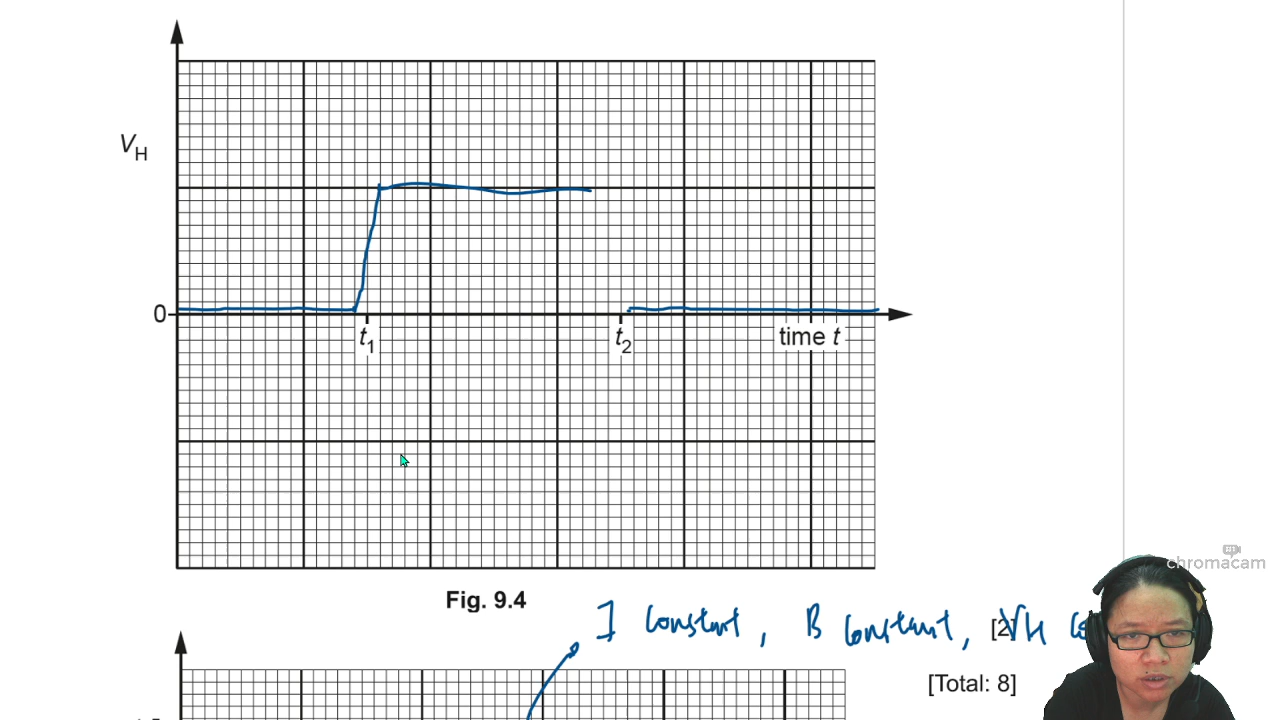 V_H
0
t_1
t_2
time t
Fig. 9.4
I constant, B constant, V_H
[2]
[Total: 8]
chromacam